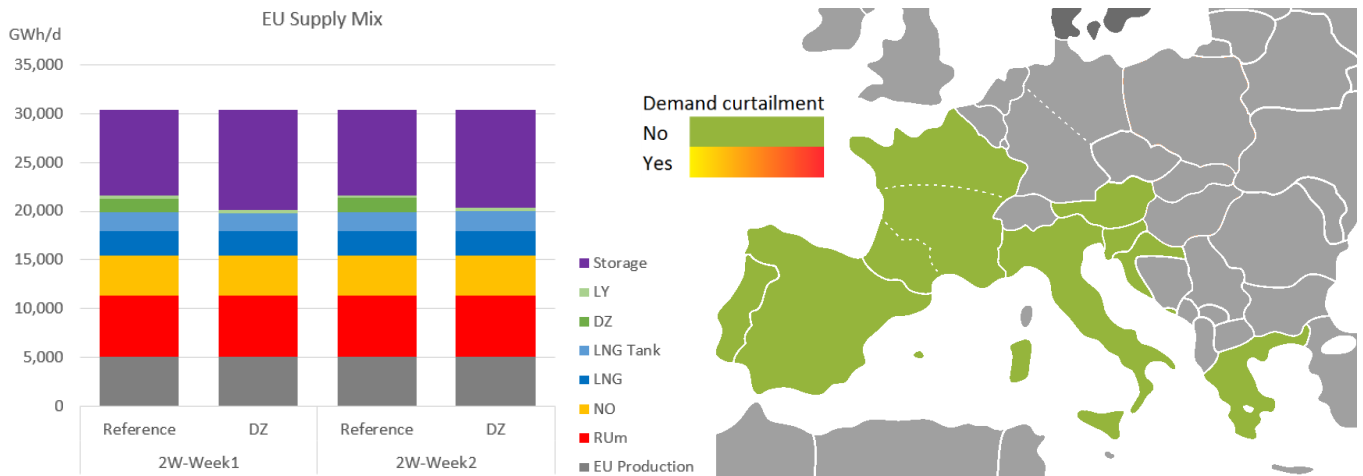 EU Supply Mix
GWh/d
35,000
30,000
25,000
20,000
15,000
10,000
5,000
0
Reference DZ Reference DZ
2W-Week1 2W-Week2
Storage
LY
DZ
LNG Tank
LNG
NO
RUm
EU Production
Demand curtailment
No
Yes